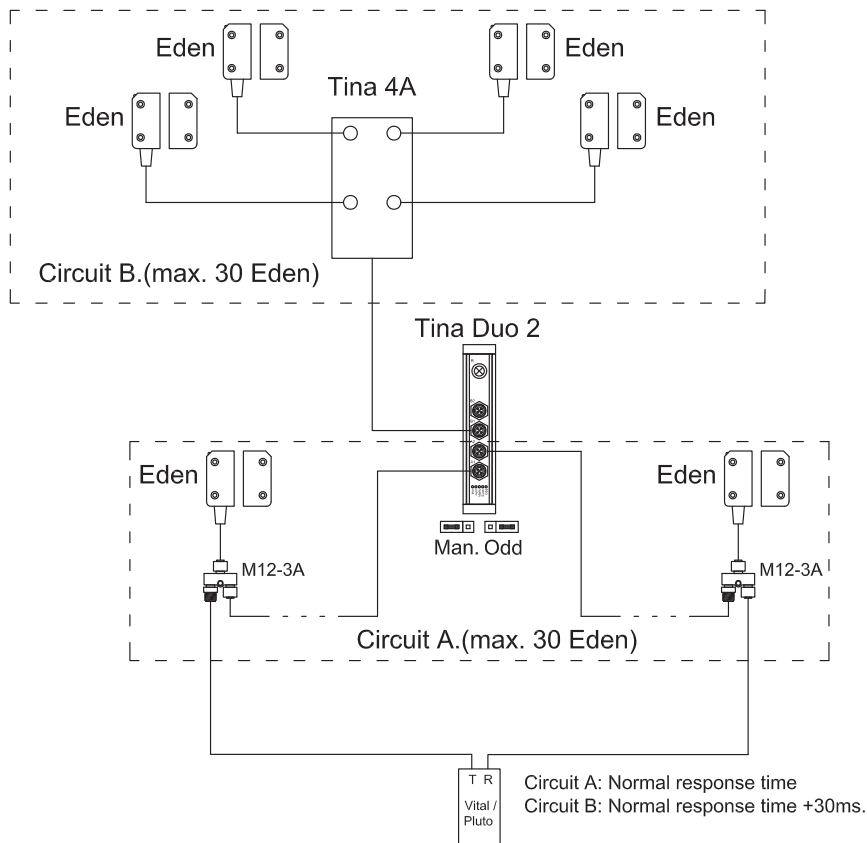 Eden
Eden
Tina 4A
Eden
Eden
Circuit B.(max. 30 Eden)
Tina Duo 2
R
Eden
Eden
Man. Odd
M12-3A
M12-3A
Circuit A.(max. 30 Eden)
T R
Vital /
Pluto
Circuit A: Normal response time
Circuit B: Normal response time +30ms.